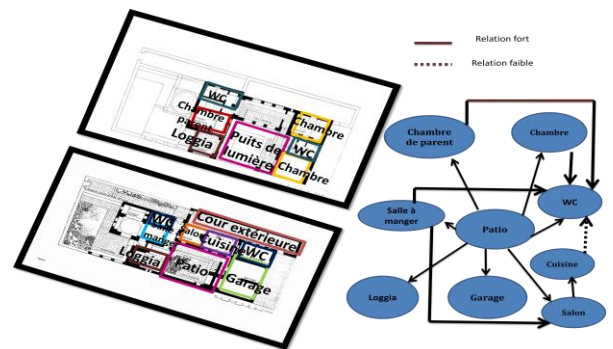 Relation fort
Relation faible
WC
Chambre
parent
Loggia
Puits de
lumière
Chambre
WC
Chambre
WC
Cour extérieure
Cuisine
WC
Loggia
Patio
Garage
Chambre
de parent
Chambre
WC
Salle à
manger
Patio
Cuisine
Loggia
Garage
Salon